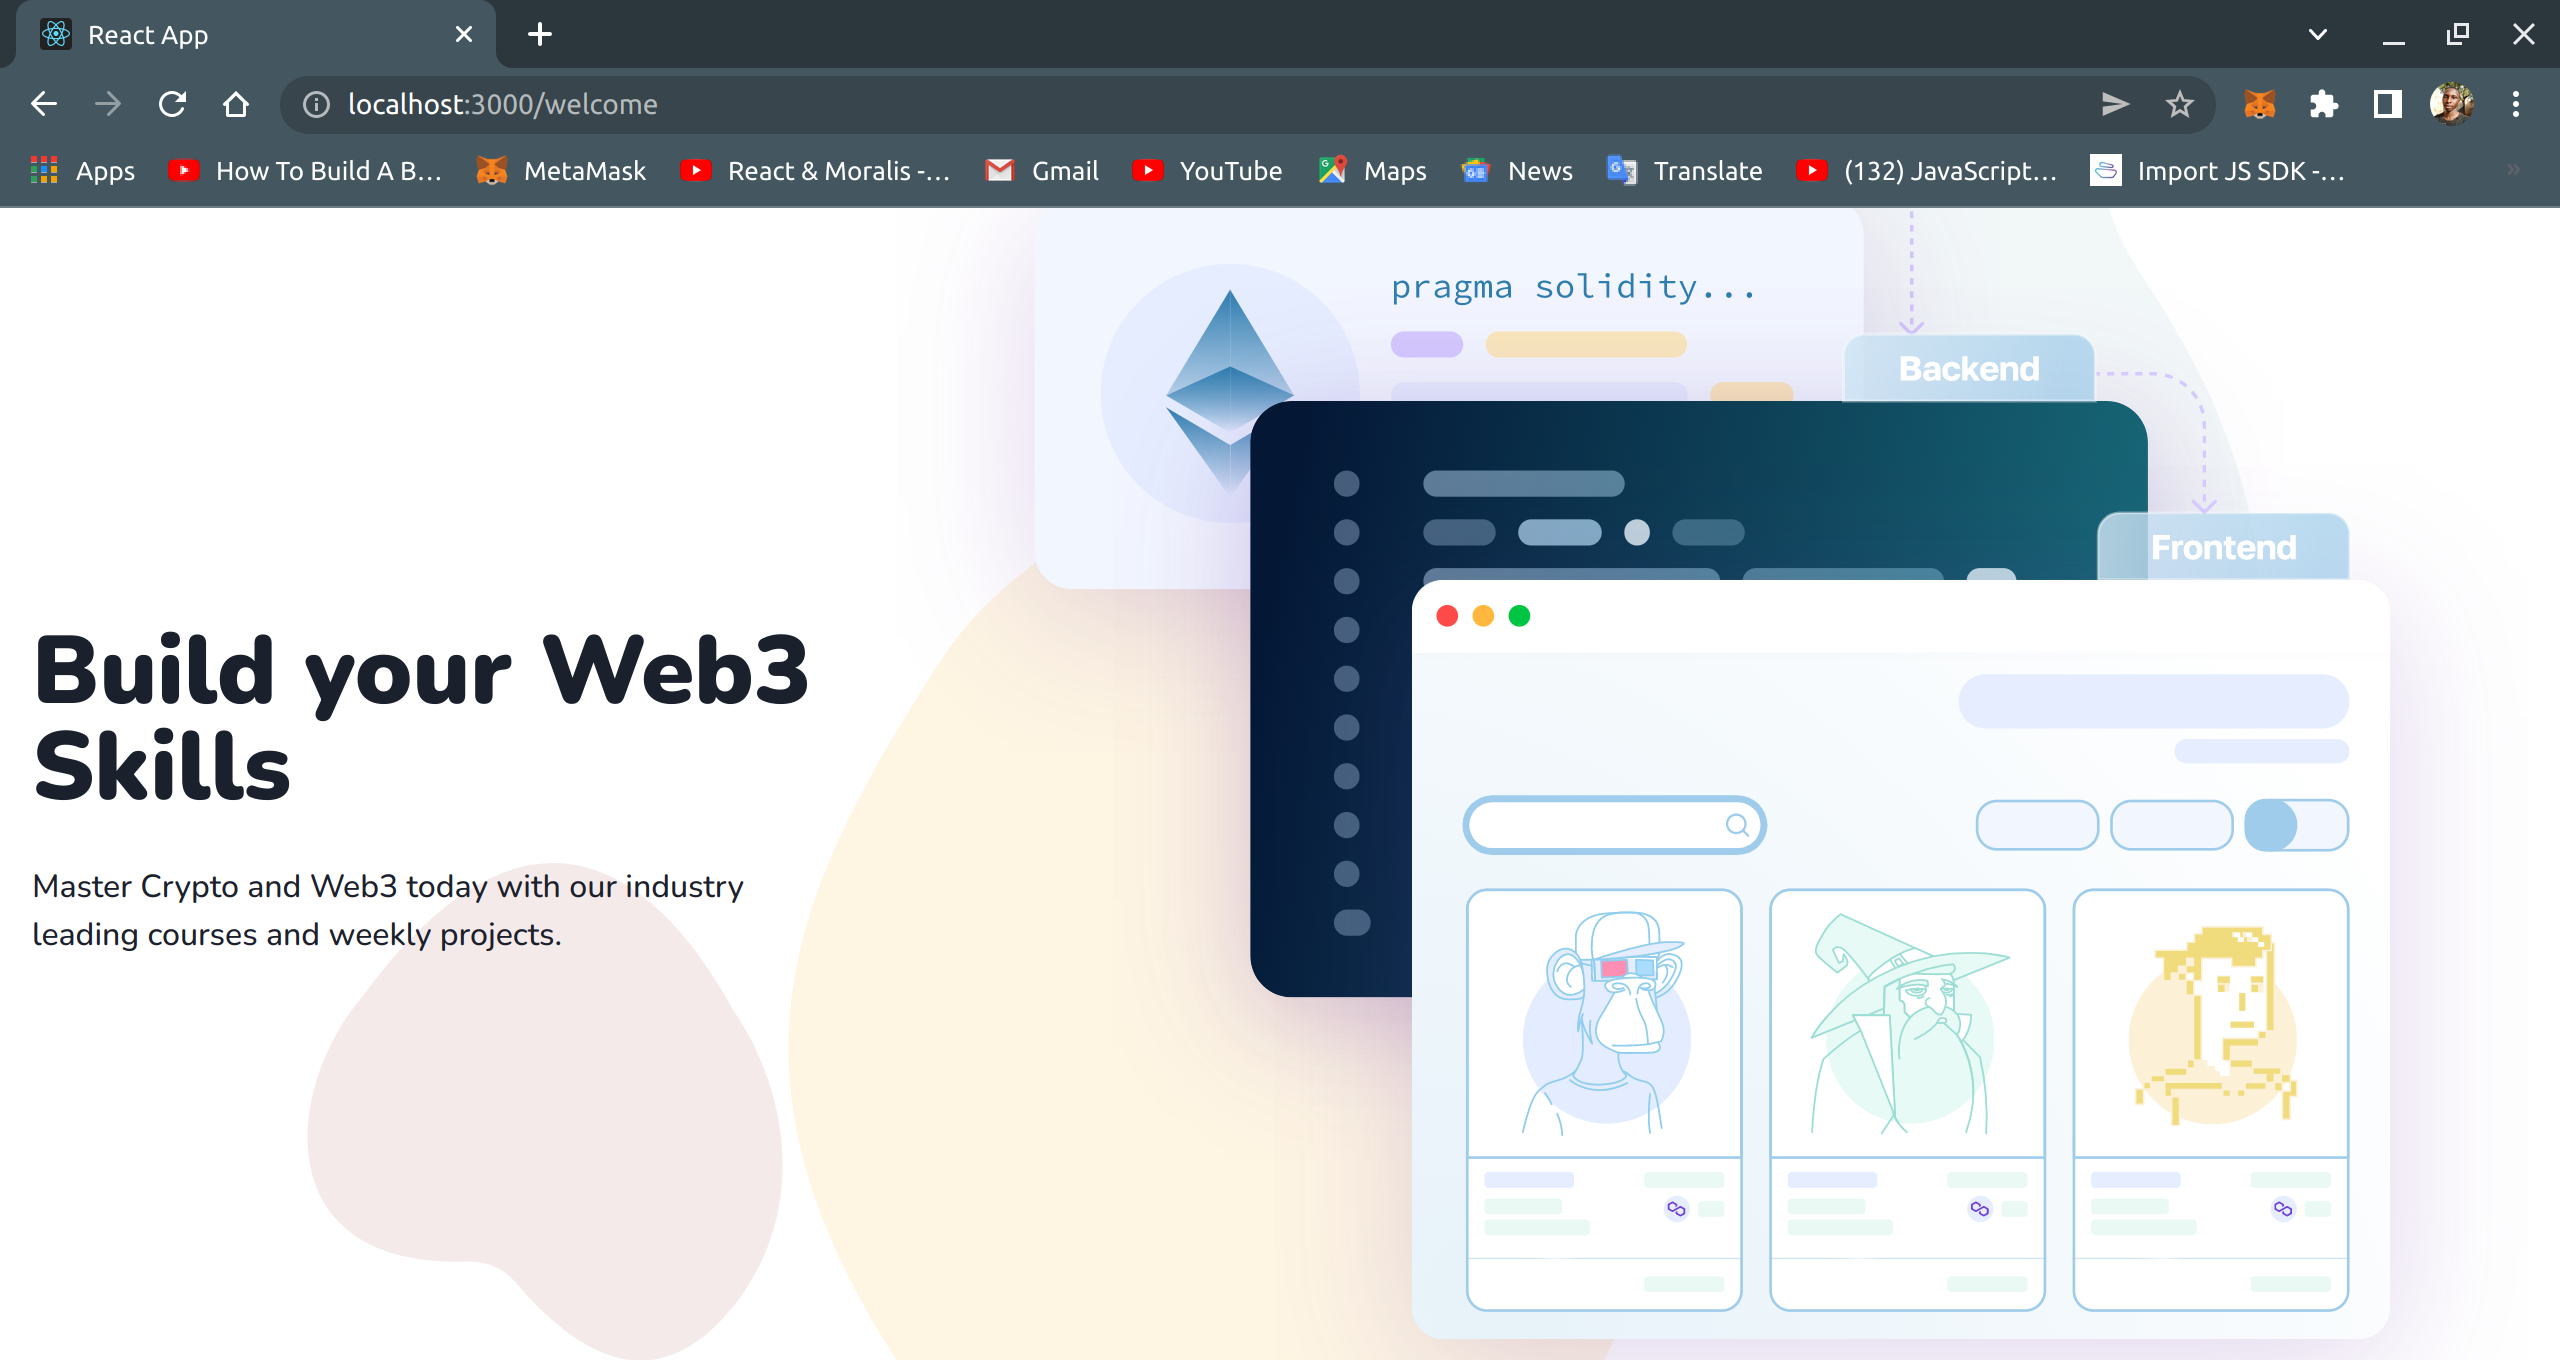 React App
localhost:3000/welcome
Apps
How To Build A B...
MetaMask
React & Moralis -...
Gmail
YouTube
Maps
News
Translate
(132) JavaScript...
Import JS SDK -...
pragma solidity...
Backend
Frontend
Build your Web3
Skills
Master Crypto and Web3 today with our industry
leading courses and weekly projects.